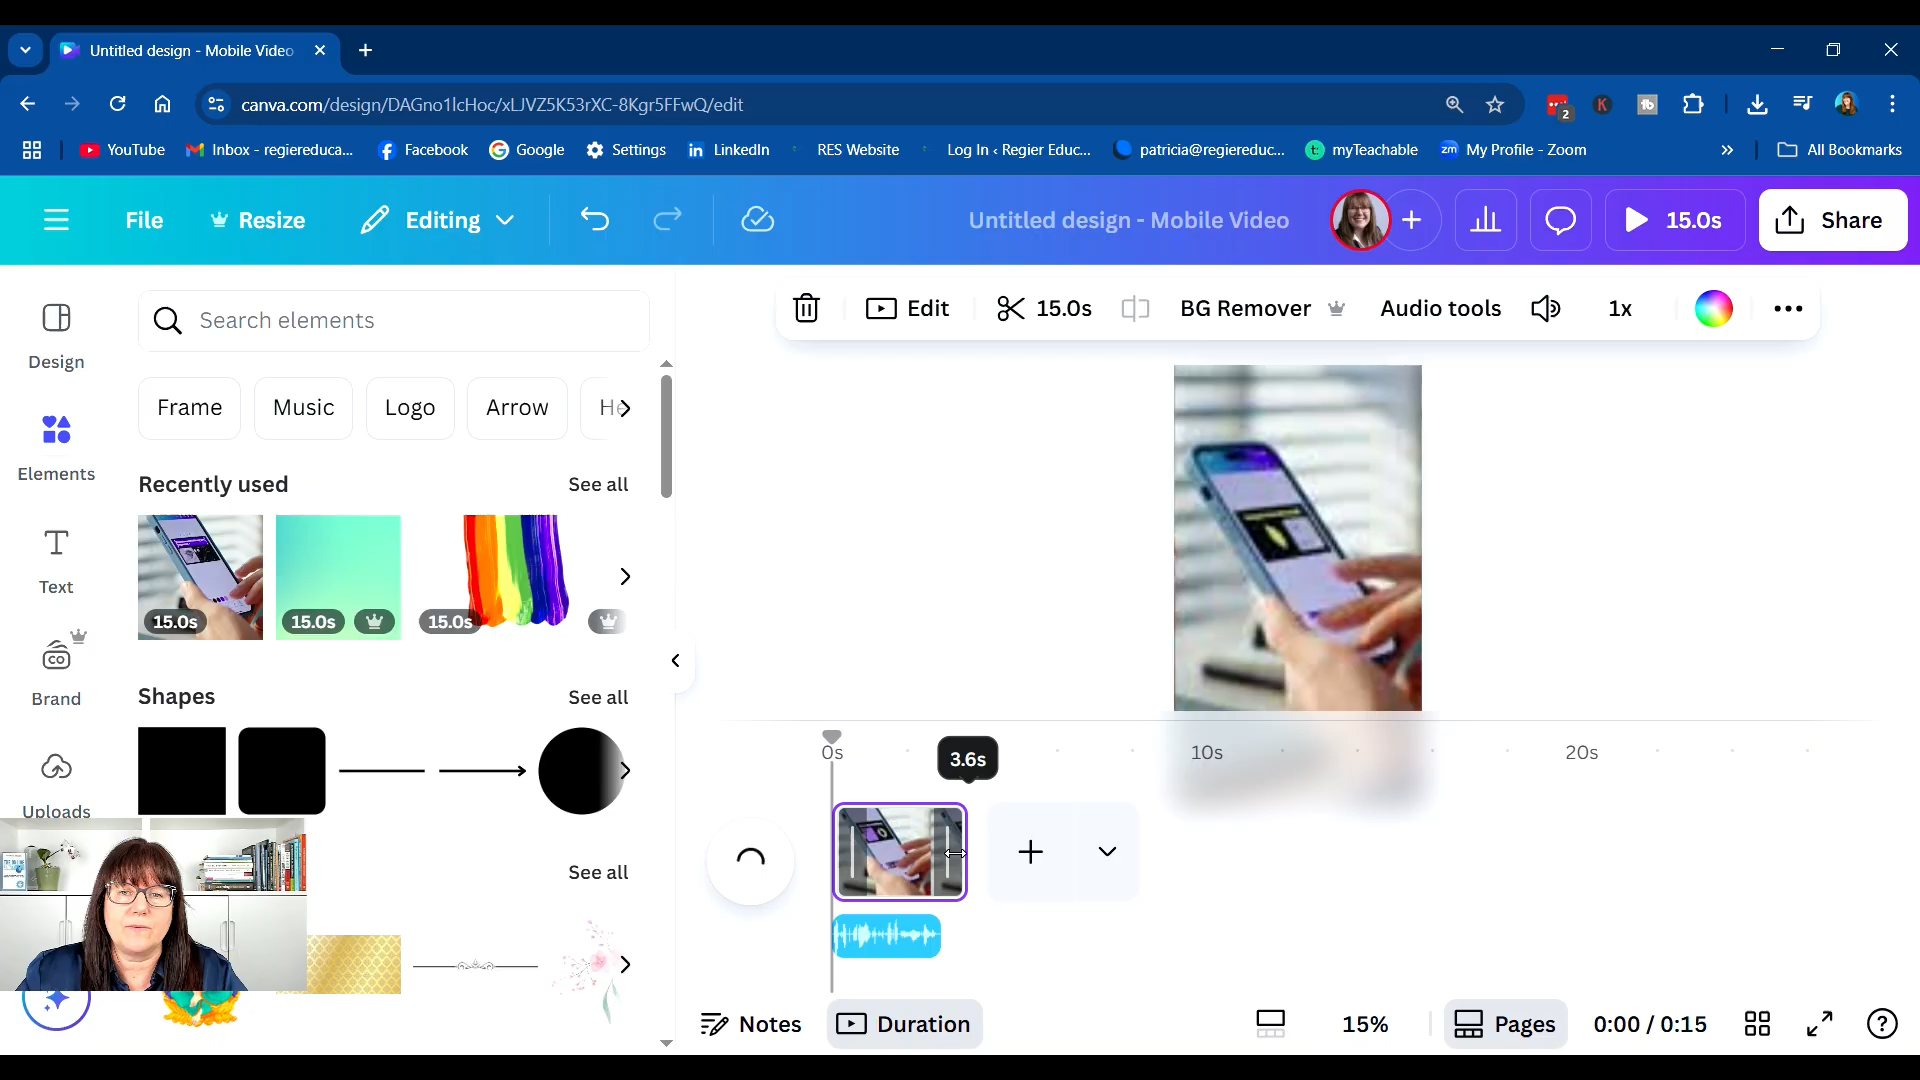 Untitled design - Mobile Video
canva.com/design/DAGno1lcHoc/xLJVZ5K53rXC-8Kgr5FFwQ/edit
2
K
YouTube
Inbox - regiereduca...
Facebook
Google
Settings
LinkedIn
RES Website
Log In ‹ Regier Educ...
patricia@regiereduc...
myTeachable
zm
My Profile - Zoom
All Bookmarks
File
Resize
Editing
Untitled design - Mobile Video
15.0s
Share
Design
Elements
Text
Brand
Uploads
Search elements
Frame
Music
Logo
Arrow
Recently used
See all
15.0s
15.0s
15.0s
Shapes
See all
See all
Edit
15.0s
BG Remover
Audio tools
1x
0s
3.6s
10s
20s
Notes
Duration
15%
Pages
0:00 / 0:15